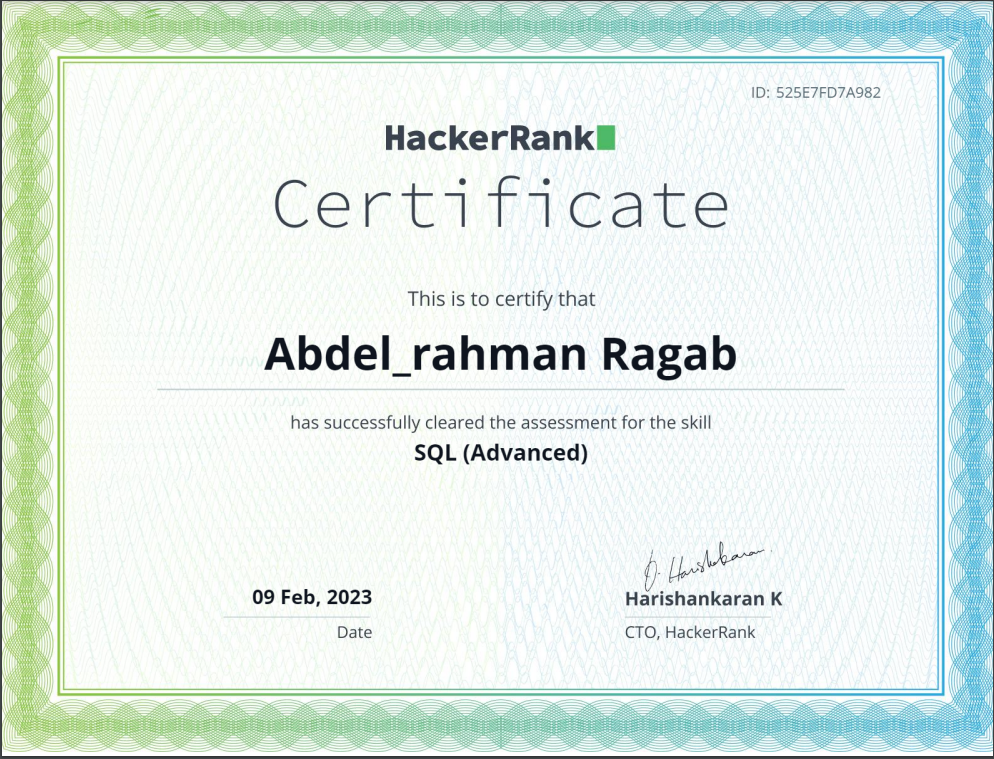 ID: 525E7FD7A982
HackerRank
Certificate
This is to certify that
Abdel_rahman Ragab
has successfully cleared the assessment for the skill
SQL (Advanced)
09 Feb, 2023
Date
Harishankaran
Harishankaran K
CTO, HackerRank